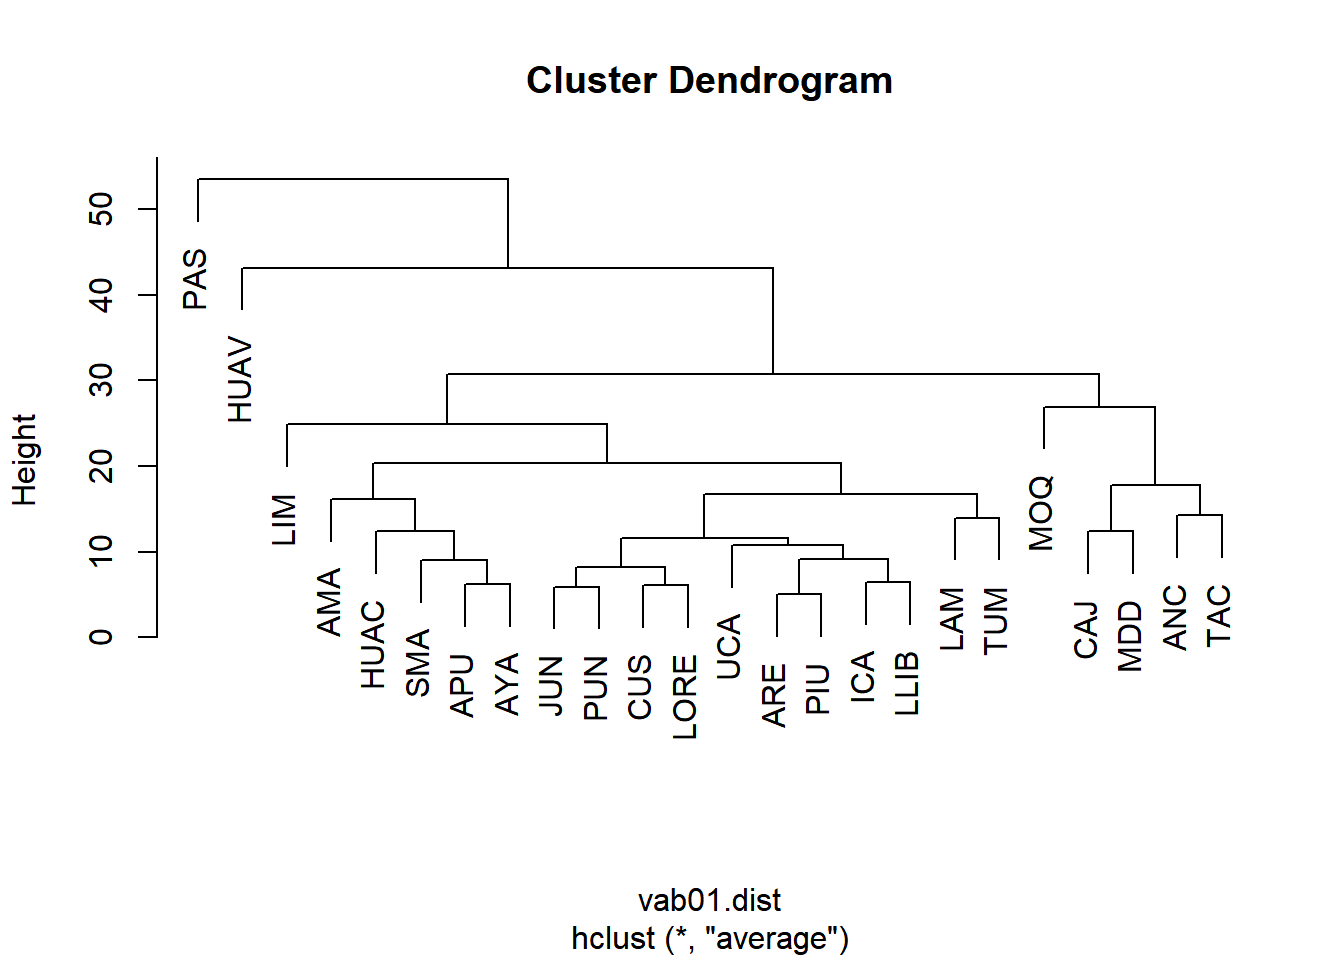 Cluster Dendrogram
Height
50
40
30
20
10
0
PAS
HUAV
LIM
AMA
HUAC
SMA
APU
AYA
JUN
PUN
CUS
LORE
UCA
ARE
PIU
ICA
LLIB
LAM
TUM
MOQ
CAJ
MDD
ANC
TAC
vab01.dist
hclust (*, "average")